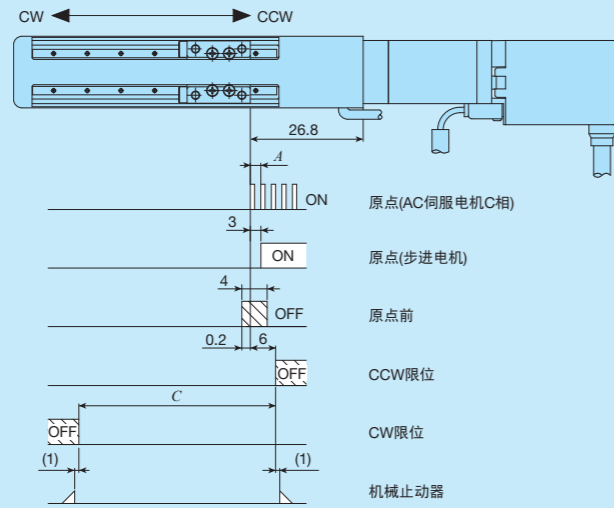 CW CCW
26.8
A
ON 原点(AC伺服电机C相)
3
ON 原点(步进电机)
4
OFF 原点前
0.2 6
OFF CCW限位
C
OFF CW限位
(1) (1)
机械止动器